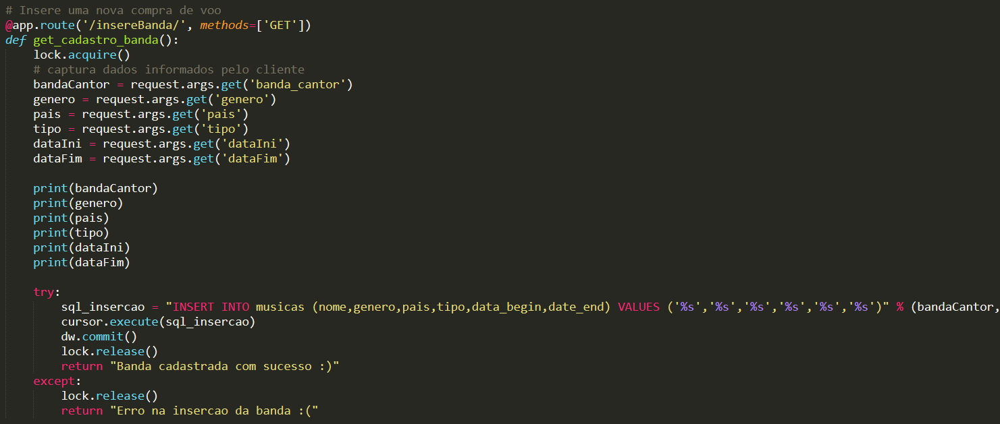 # Insere uma nova compra de voo
@app.route('/insereBanda/', methods=['GET'])
def get_cadastro_banda():
lock.acquire()
# captura dados informados pelo cliente
bandaCantor = request.args.get('banda_cantor')
genero = request.args.get('genero')
pais = request.args.get('pais')
tipo = request.args.get('tipo')
dataIni = request.args.get('dataIni')
dataFim = request.args.get('dataFim')
print(bandaCantor)
print(genero)
print(pais)
print(tipo)
print(dataIni)
print(dataFim)
try:
sql_insercao = "INSERT INTO musicas (nome,genero,pais,tipo,data_begin,date_end) VALUES ('%s','%s','%s','%s','%s','%s')" % (bandaCantor,
cursor.execute(sql_insercao)
dw.commit()
lock.release()
return "Banda cadastrada com sucesso :)"
except:
lock.release()
return "Erro na insercao da banda :("